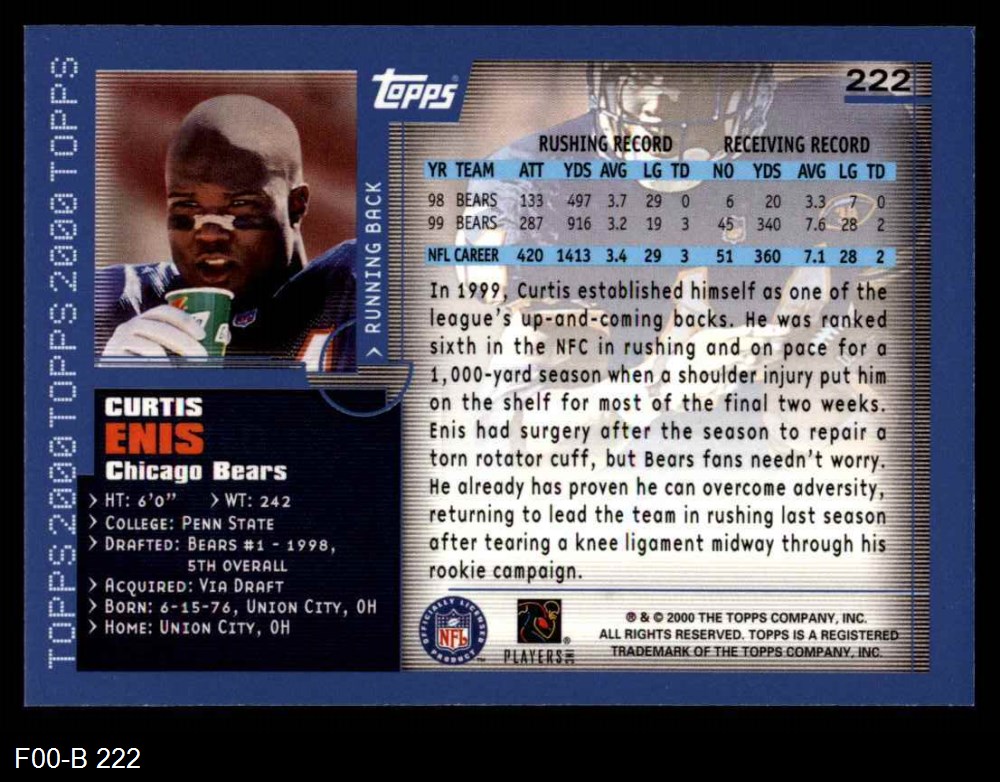 TOPPS2000TOPPS2000TOPPS2000TOPPS
TOPPS
222
> RUNNING BACK
RUSHING RECORD RECEIVING RECORD
YR TEAM ATT YDS AVG LG TD NO YDS AVG LG TD
98 BEARS 133 497 3.7 29 0 6 20 3.3 7 0
99 BEARS 287 916 3.2 19 3 45 340 7.6 28 2
NFL CAREER 420 1413 3.4 29 3 51 360 7.1 28 2
In 1999, Curtis established himself as one of the
league's up-and-coming backs. He was ranked
sixth in the NFC in rushing and on pace for a
1,000-yard season when a shoulder injury put him
on the shelf for most of the final two weeks.
Enis had surgery after the season to repair a
torn rotator cuff, but Bears fans needn't worry.
He already has proven he can overcome adversity,
returning to lead the team in rushing last season
after tearing a knee ligament midway through his
rookie campaign.
CURTIS
ENIS
Chicago Bears
> HT: 6'0" > WT: 242
> COLLEGE: PENN STATE
> DRAFTED: BEARS #1 - 1998,
5TH OVERALL
> ACQUIRED: VIA DRAFT
> BORN: 6-15-76, UNION CITY, OH
> HOME: UNION CITY, OH
OFFICIALLY LICENSED
NFL
PRODUCT™
PLAYERS INC ®
® & © 2000 THE TOPPS COMPANY, INC.
ALL RIGHTS RESERVED. TOPPS IS A REGISTERED
TRADEMARK OF THE TOPPS COMPANY, INC.
F00-B 222